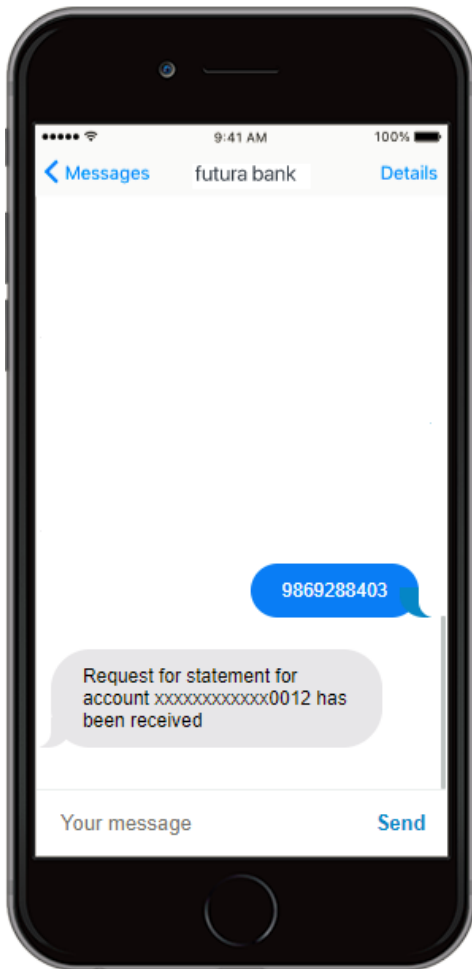 9:41 AM
100%
Messages
futura bank
Details
9869288403
Request for statement for
account xxxxxxxxxxxx0012 has
been received
Your message
Send